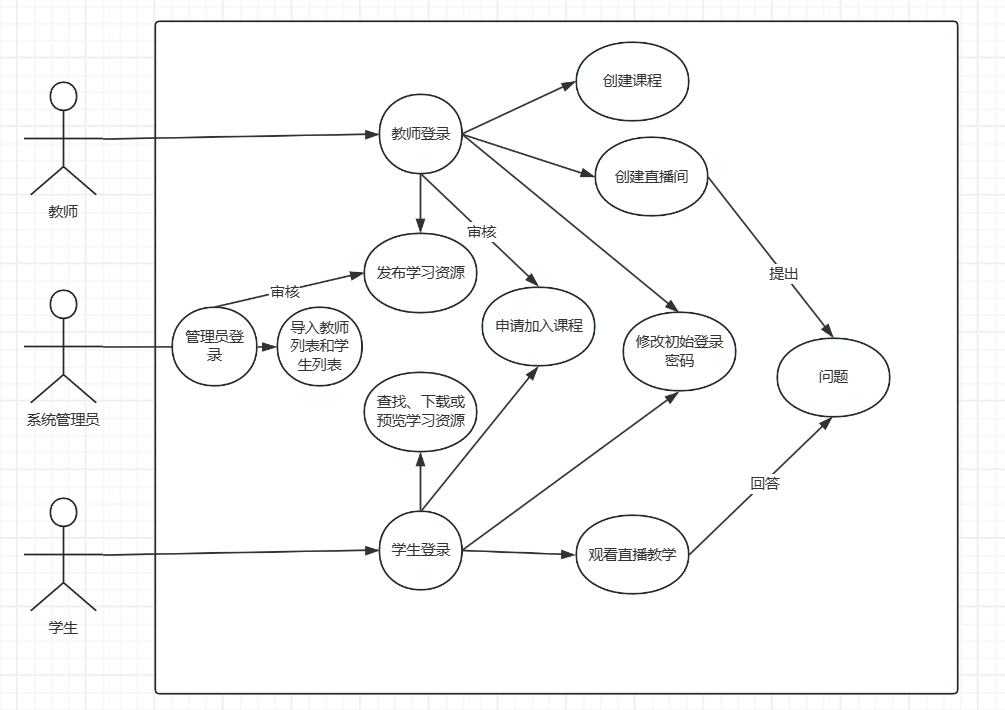 创建课程
教师登录
创建直播间
教师
审核
发布学习资源
提出
审核
管理员登
录
导入教师
列表和学
生列表
申请加入课程
修改初始登录
密码
问题
系统管理员
查找、下载或
预览学习资源
回答
学生登录
观看直播教学
学生